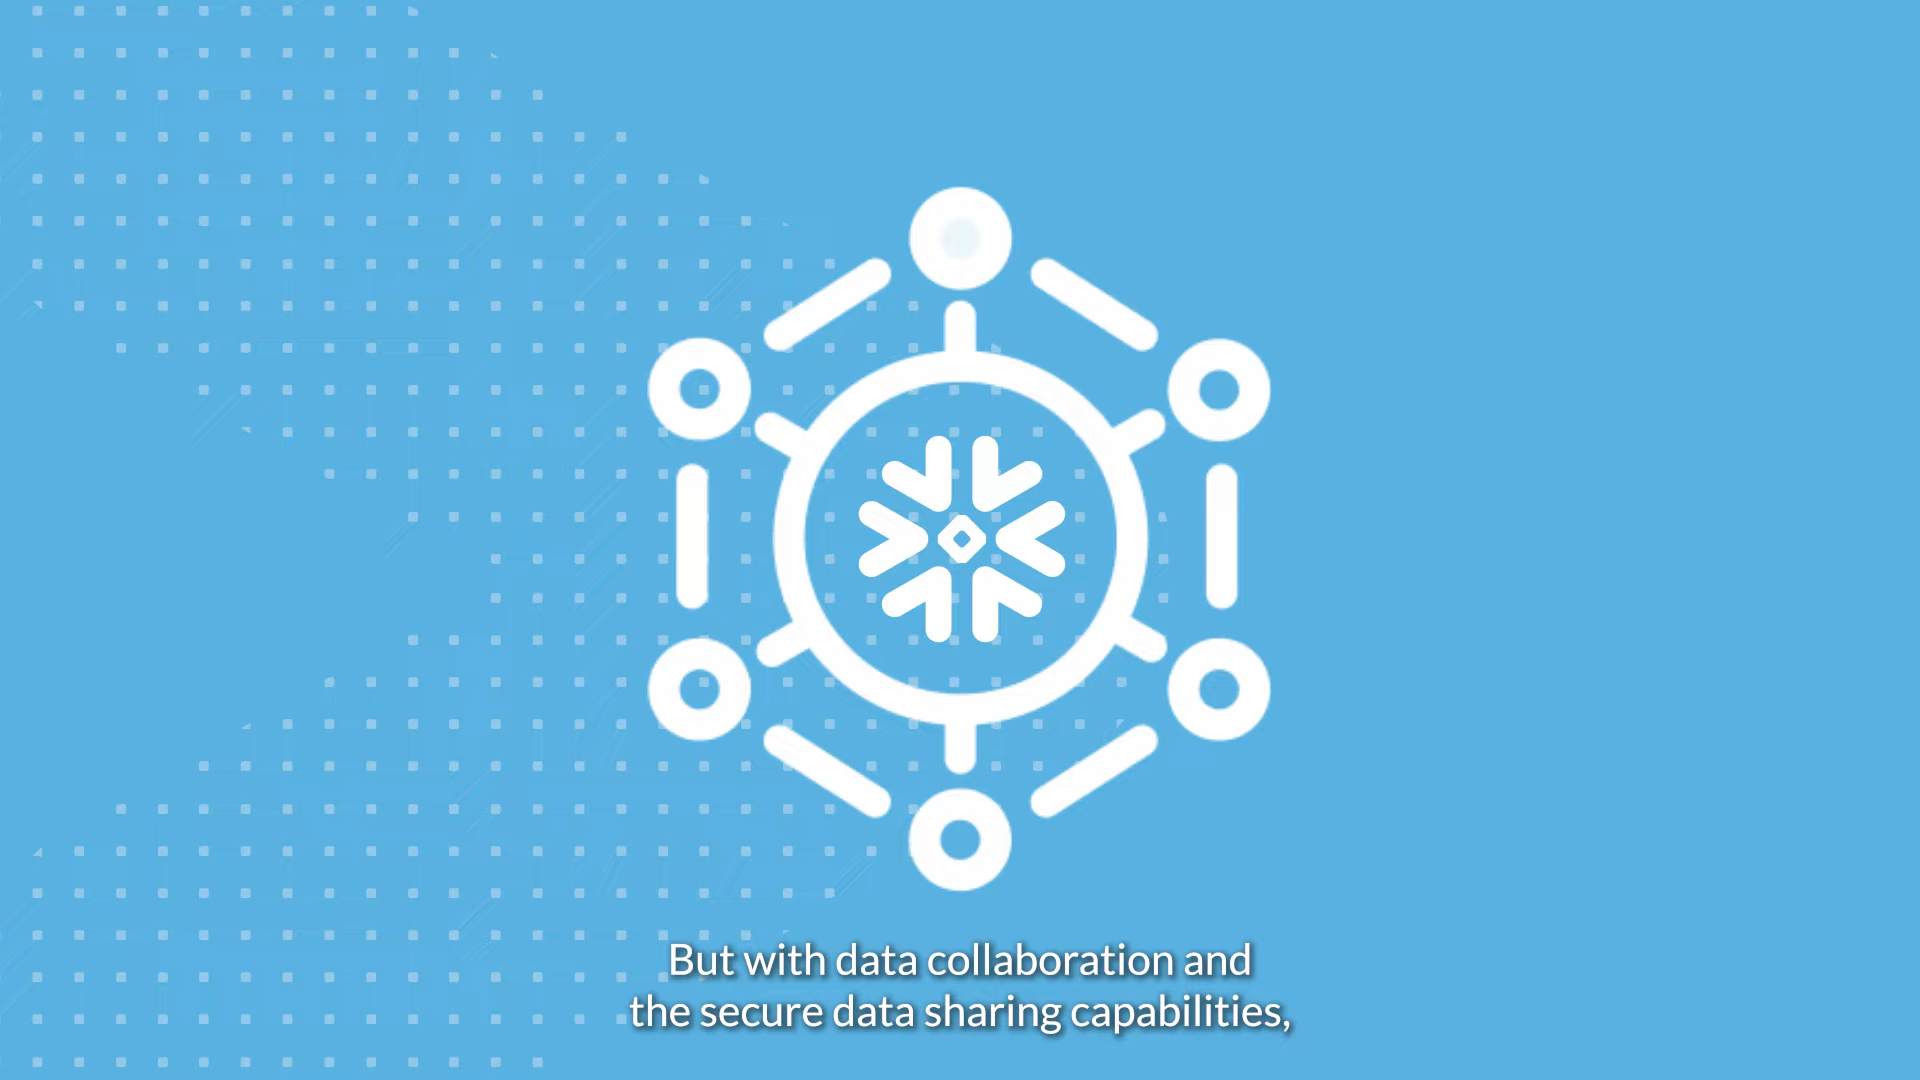 But with data collaboration and
the secure data sharing capabilities,